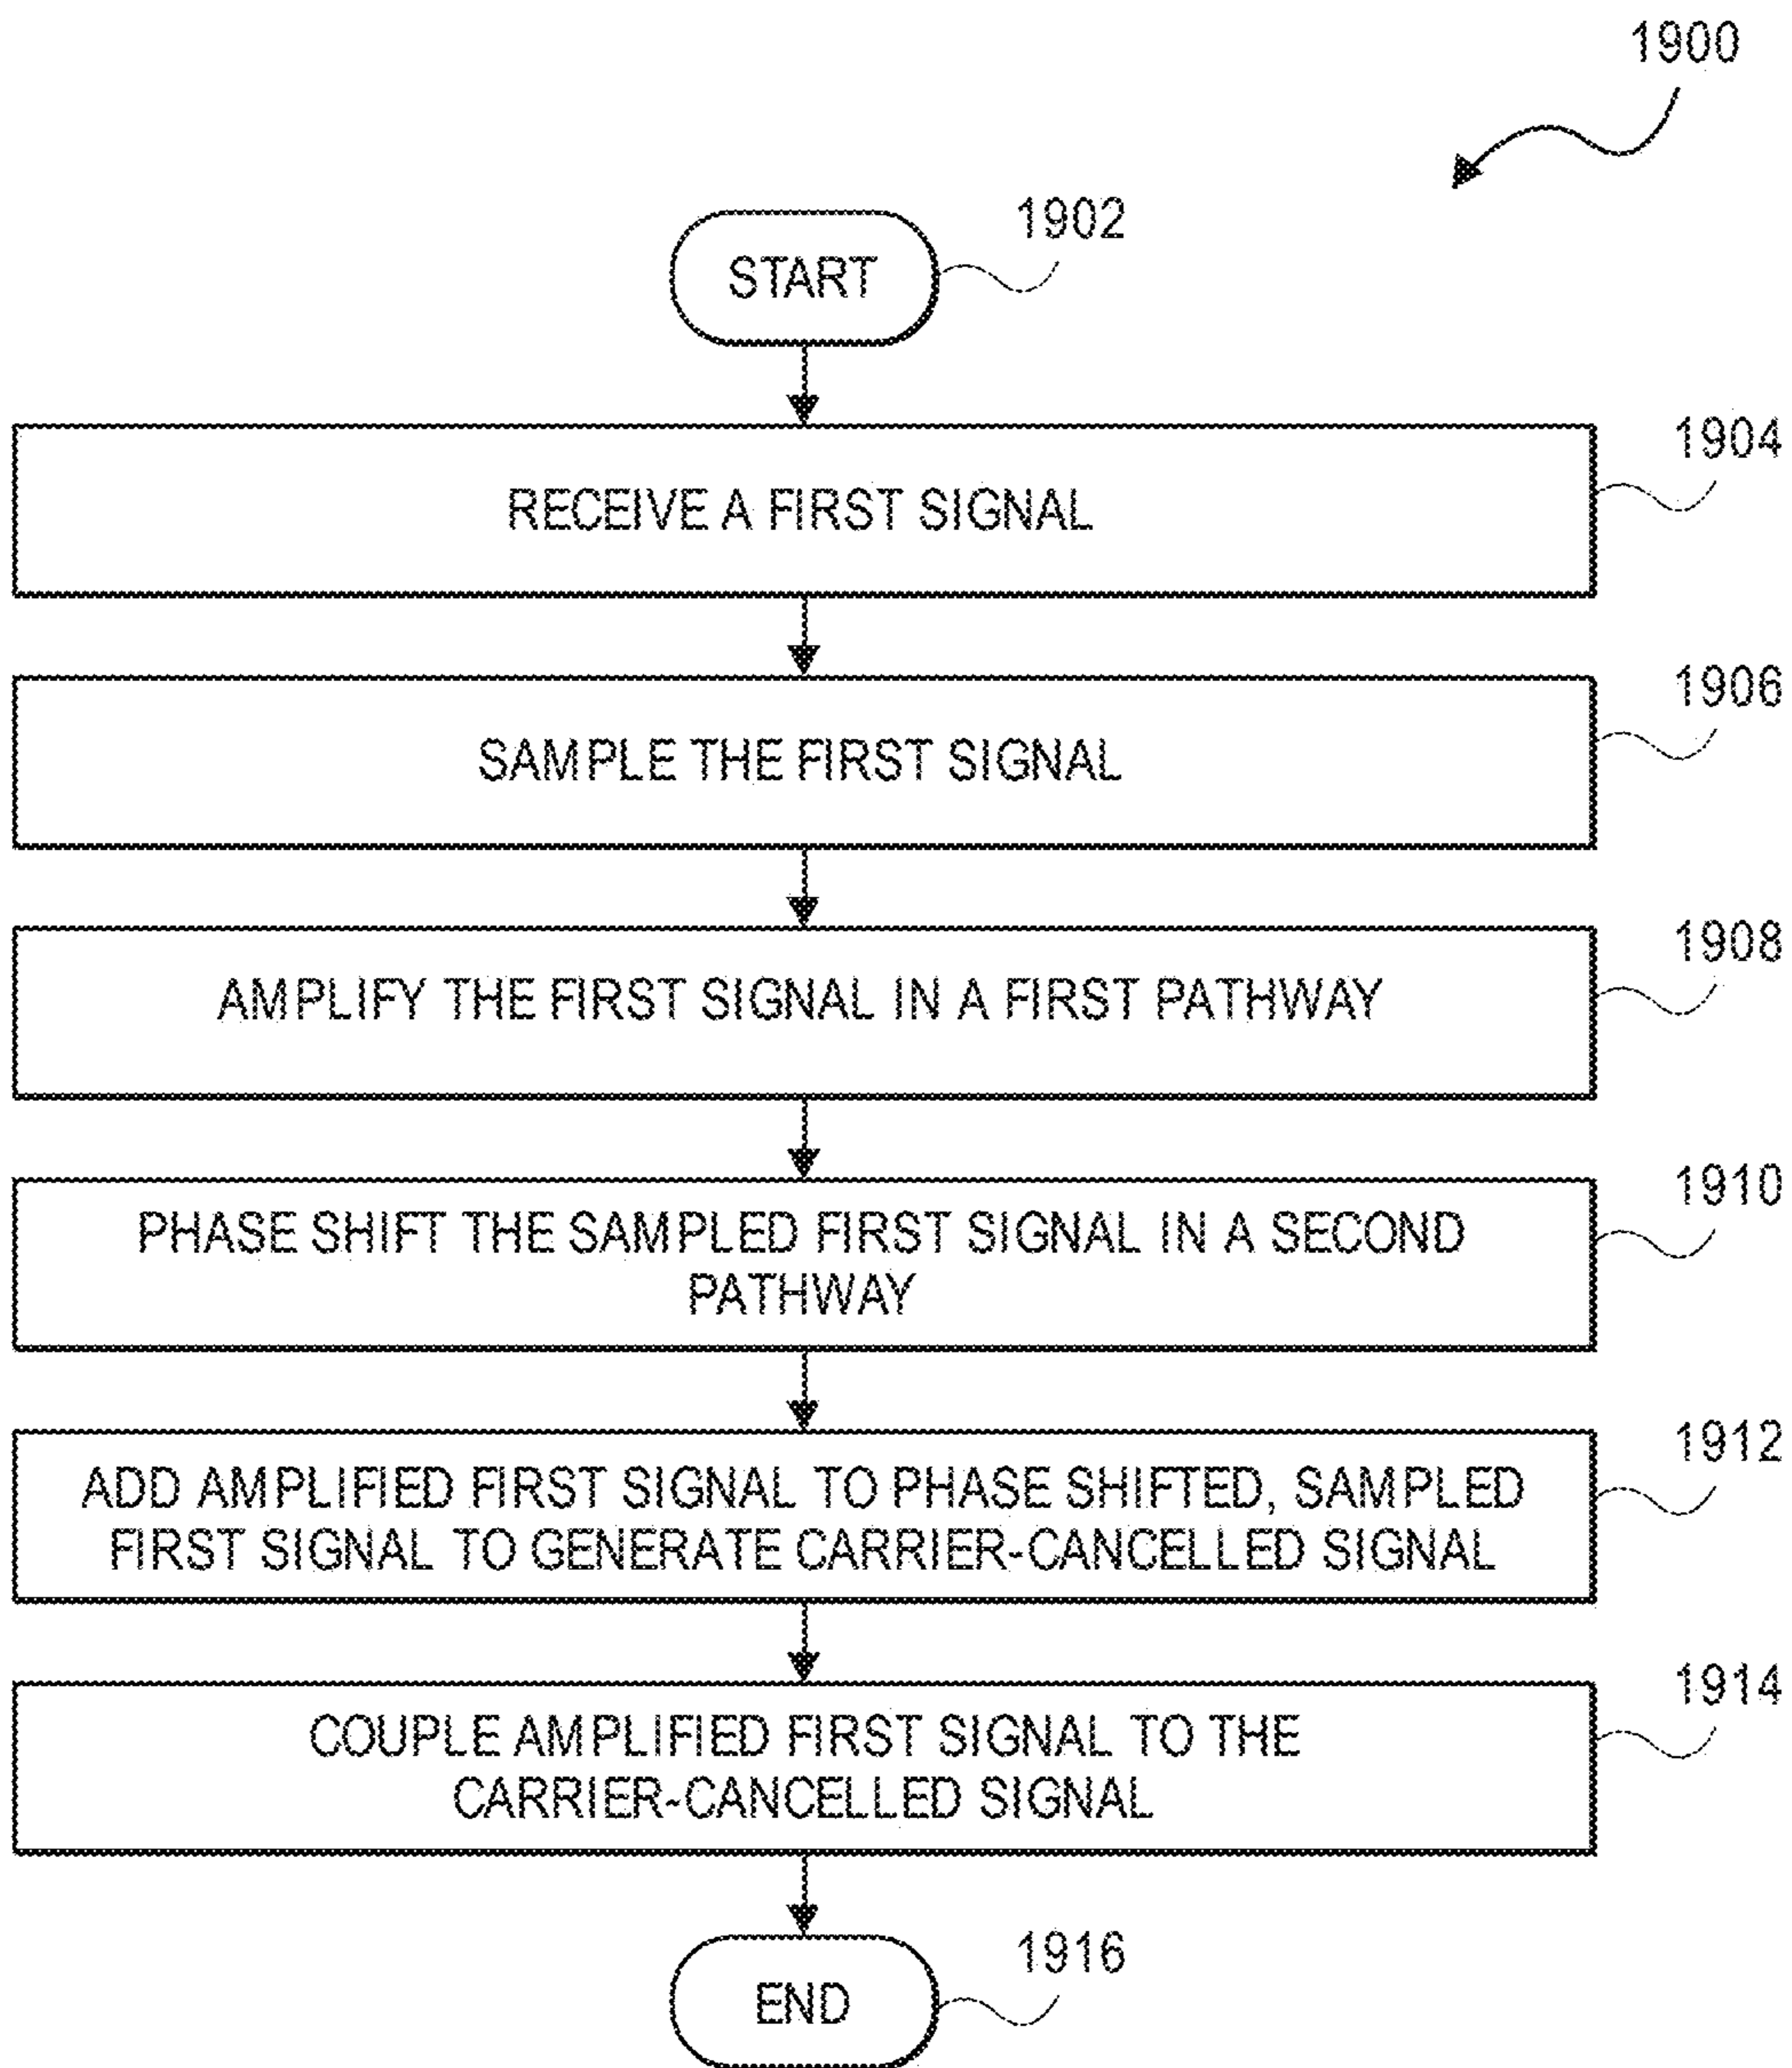 1900
START
1902
RECEIVE A FIRST SIGNAL
1904
SAMPLE THE FIRST SIGNAL
1906
AMPLIFY THE FIRST SIGNAL IN A FIRST PATHWAY
1908
PHASE SHIFT THE SAMPLED FIRST SIGNAL IN A SECOND
PATHWAY
1910
ADD AMPLIFIED FIRST SIGNAL TO PHASE SHIFTED, SAMPLED
FIRST SIGNAL TO GENERATE CARRIER-CANCELLED SIGNAL
1912
COUPLE AMPLIFIED FIRST SIGNAL TO THE
CARRIER-CANCELLED SIGNAL
1914
END
1916